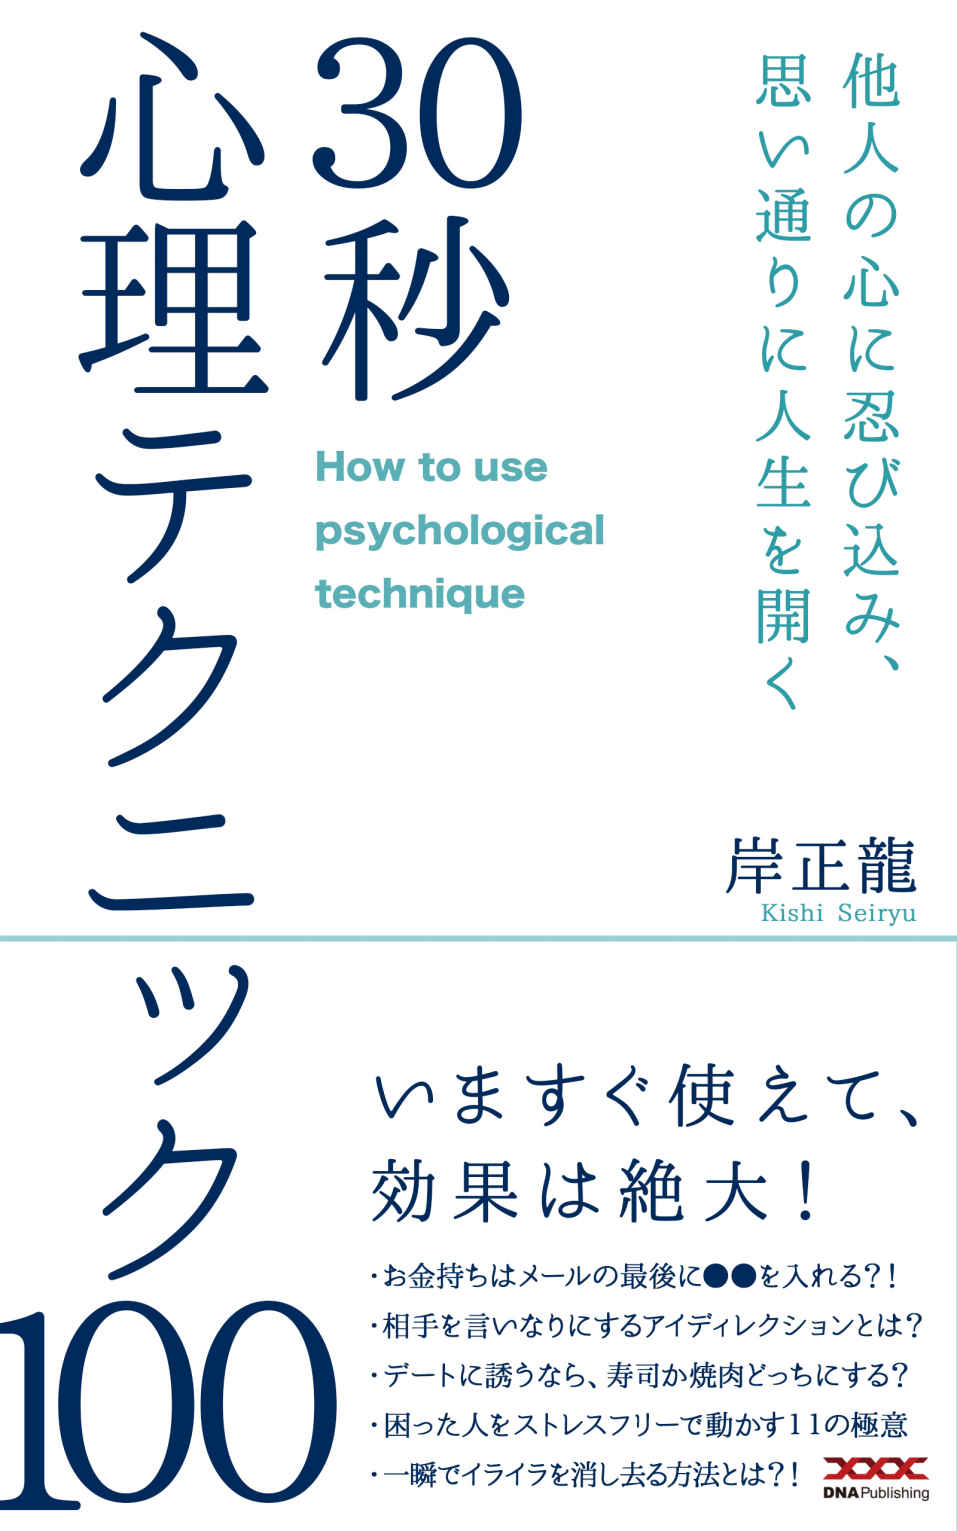 他人の心に忍び込み、
思い通りに人生を開く
30秒
心理テクニック100
How to use
psychological
technique
岸正龍
Kishi Seiryu
いますぐ使えて、
効果は絶大！
・お金持ちはメールの最後に●●を入れる？！
・相手を言いなりにするアイディレクションとは？
・デートに誘うなら、寿司か焼肉どっちにする？
・困った人をストレスフリーで動かす11の極意
・一瞬でイライラを消し去る方法とは？！
DNA Publishing